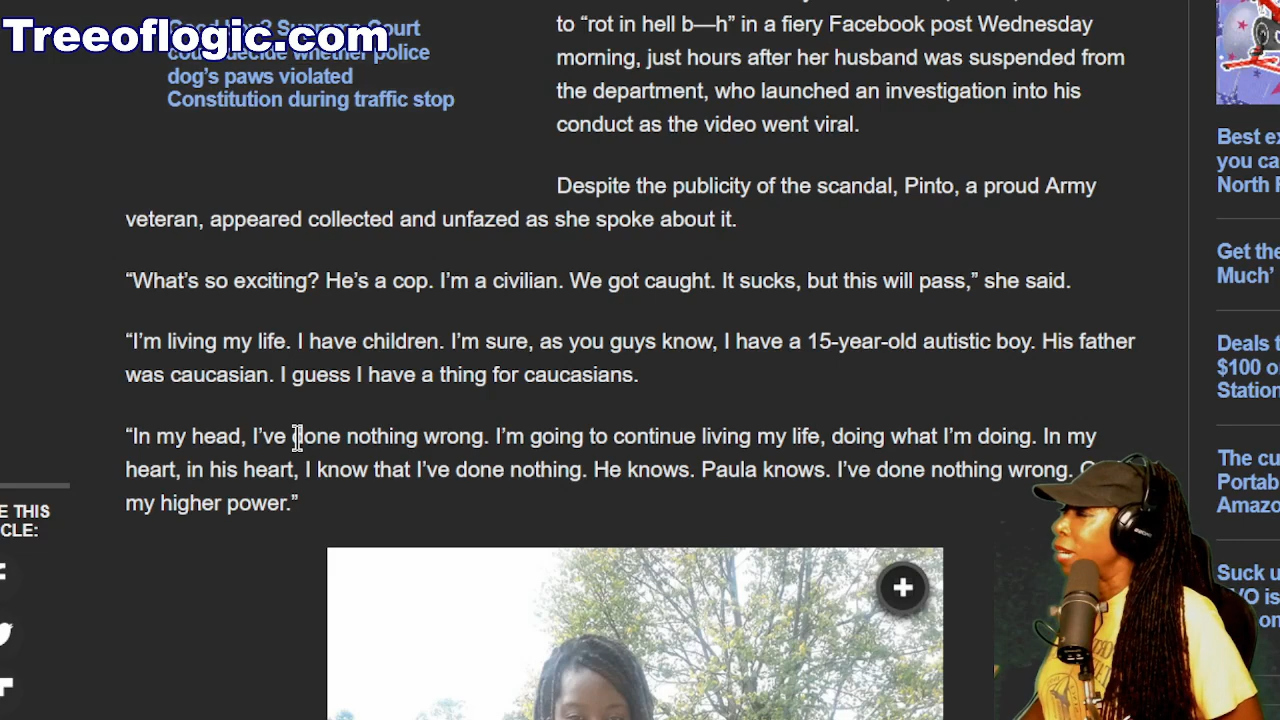 Treeoflogic.com
Supreme Court
decide whether police
dog’s paws violated
Constitution during traffic stop
to “rot in hell b—h” in a fiery Facebook post Wednesday
morning, just hours after her husband was suspended from
the department, who launched an investigation into his
conduct as the video went viral.
Despite the publicity of the scandal, Pinto, a proud Army
veteran, appeared collected and unfazed as she spoke about it.
“What’s so exciting? He’s a cop. I’m a civilian. We got caught. It sucks, but this will pass,” she said.
“I’m living my life. I have children. I’m sure, as you guys know, I have a 15-year-old autistic boy. His father
was caucasian. I guess I have a thing for caucasians.
“In my head, I’ve done nothing wrong. I’m going to continue living my life, doing what I’m doing. In my
heart, in his heart, I know that I’ve done nothing. He knows. Paula knows. I’ve done nothing wrong.
my higher power.”
E THIS
CLE:
Best
you ca
North
Get the
Much’
Deals
$100
Station
The cu
Portab
Amazo
Suck u
is
on